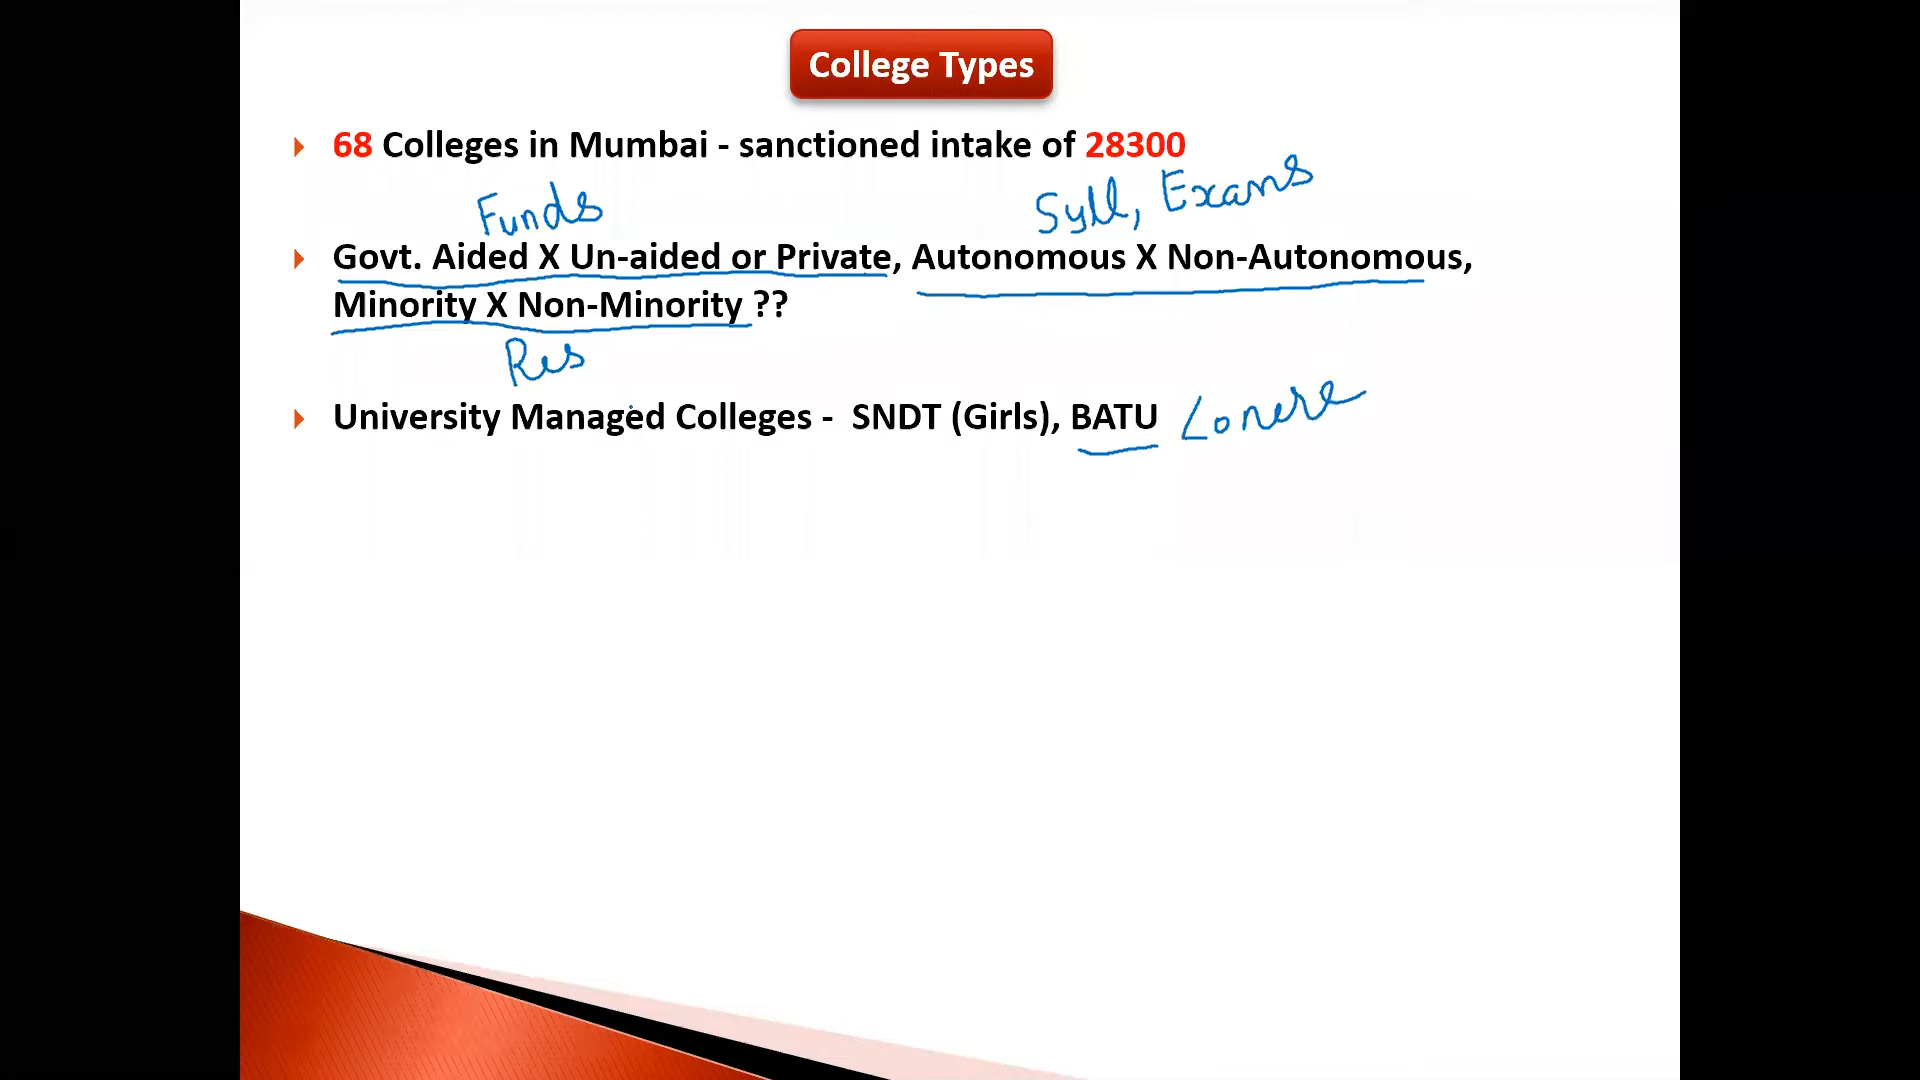 College Types
68 Colleges in Mumbai - sanctioned intake of 28300
Funds
Syll, Exams
Govt. Aided X Un-aided or Private, Autonomous X Non-Autonomous,
Minority X Non-Minority ??
Res
University Managed Colleges - SNDT (Girls), BATU Lonere